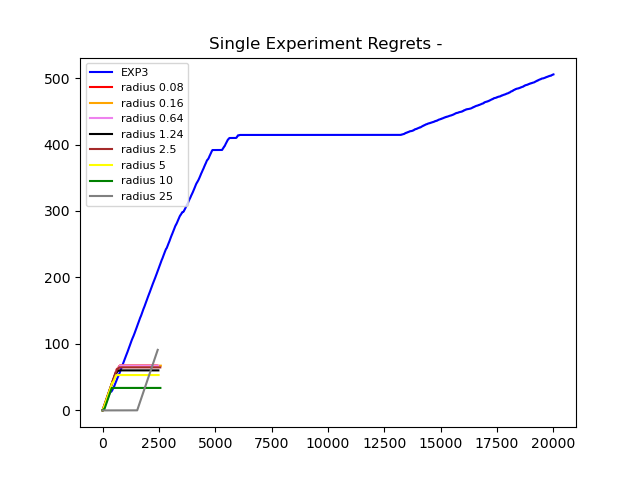 Single Experiment Regrets -
EXP3
radius 0.08
radius 0.16
radius 0.64
radius 1.24
radius 2.5
radius 5
radius 10
radius 25
500
400
300
200
100
0
0 2500 5000 7500 10000 12500 15000 17500 20000